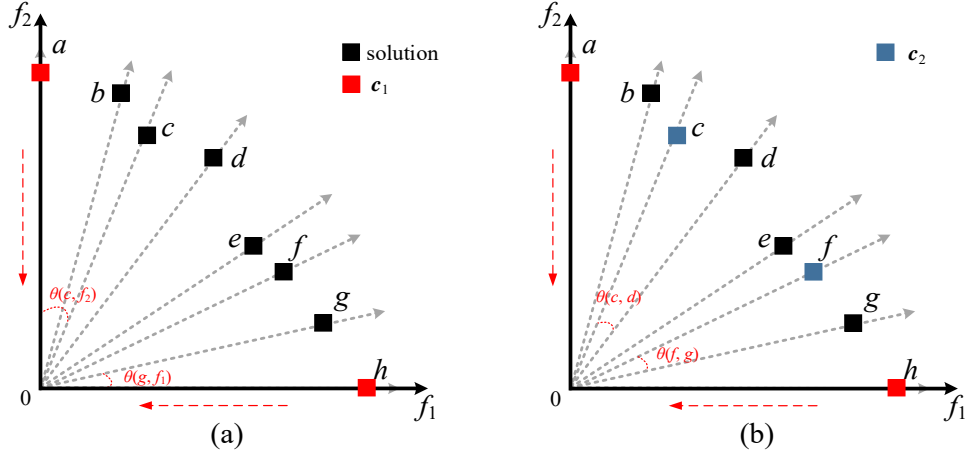 f2
a
b
c
d
e
f
g
h
solution
c1
θ(c, f2)
θ(g, f1)
0
f1
(a)
f2
a
b
c
d
e
f
g
h
c2
θ(c, d)
θ(f, g)
0
f1
(b)